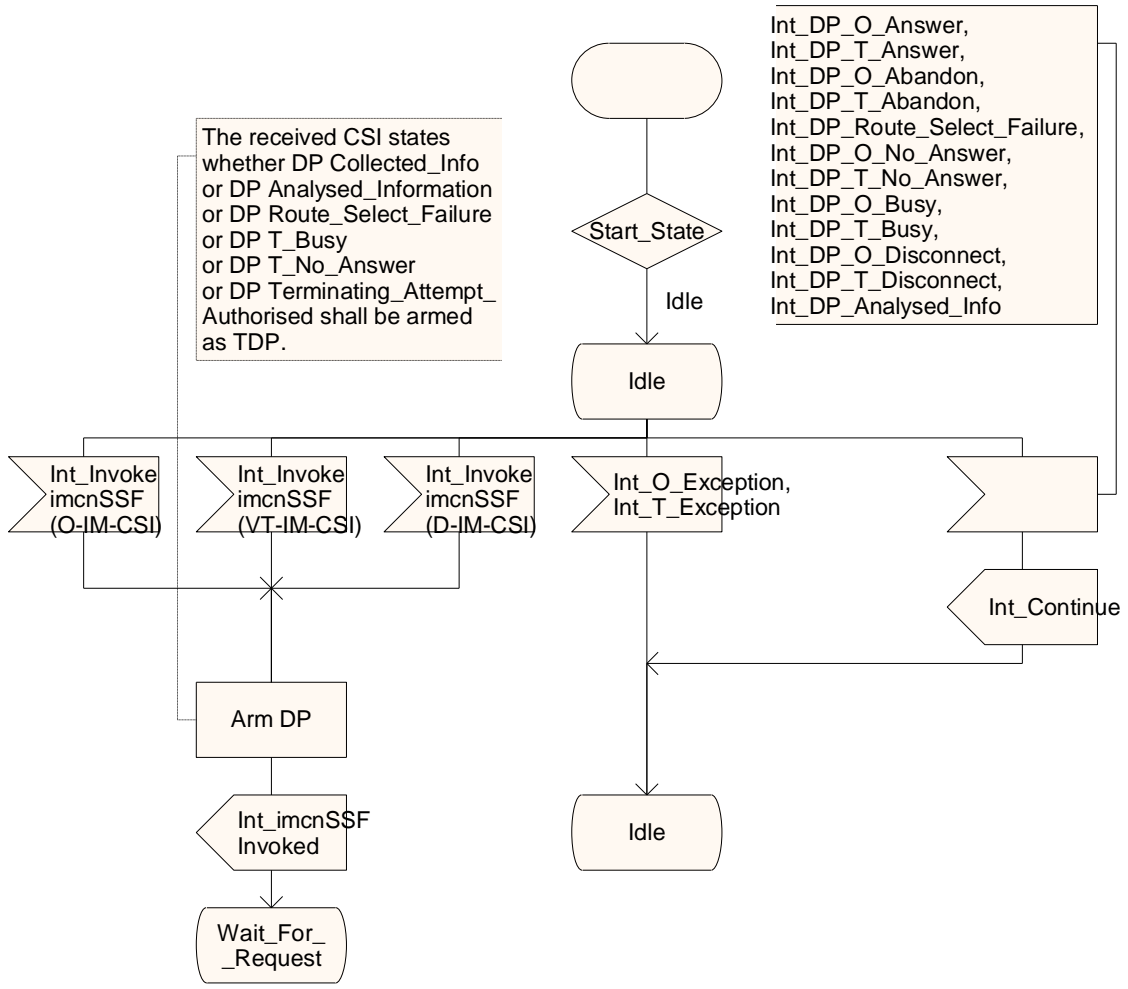 Int_DP_O_Answer,
Int_DP_T_Answer,
Int_DP_O_Abandon,
Int_DP_T_Abandon,
Int_DP_Route_Select_Failure,
Int_DP_O_No_Answer,
Int_DP_T_No_Answer,
Int_DP_O_Busy,
Int_DP_T_Busy,
Int_DP_O_Disconnect,
Int_DP_T_Disconnect,
Int_DP_Analysed_Info
The received CSI states
whether DP Collected_Info
or DP Analysed_Information
or DP Route_Select_Failure
or DP T_Busy
or DP T_No_Answer
or DP Terminating_Attempt_
Authorised shall be armed
as TDP.
Start_State
Idle
Idle
Int_Invoke
imcnSSF
(O-IM-CSI)
Int_Invoke
imcnSSF
(VT-IM-CSI)
Int_Invoke
imcnSSF
(D-IM-CSI)
Int_O_Exception,
Int_T_Exception
Int_Continue
Arm DP
Int_imcnSSF
Invoked
Idle
Wait_For_
_Request